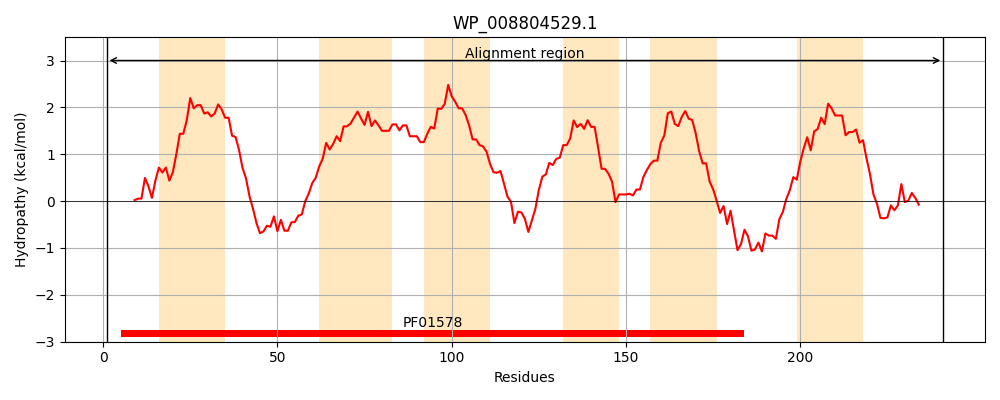 WP_008804529.1
Alignment region
3
2
1
0
−1
−2
−3
Hydropathy (kcal/mol)
PF01578
0
50
100
150
200
Residues